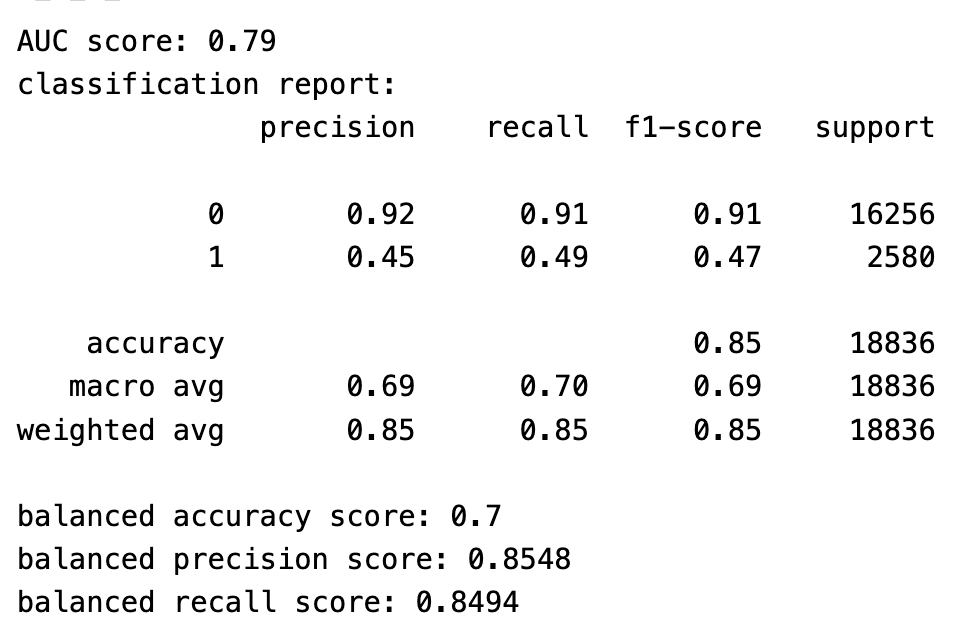 AUC score: 0.79
classification report:
precision recall f1-score support
0 0.92 0.91 0.91 16256
1 0.45 0.49 0.47 2580
accuracy 0.85 18836
macro avg 0.69 0.70 0.69 18836
weighted avg 0.85 0.85 0.85 18836
balanced accuracy score: 0.7
balanced precision score: 0.8548
balanced recall score: 0.8494